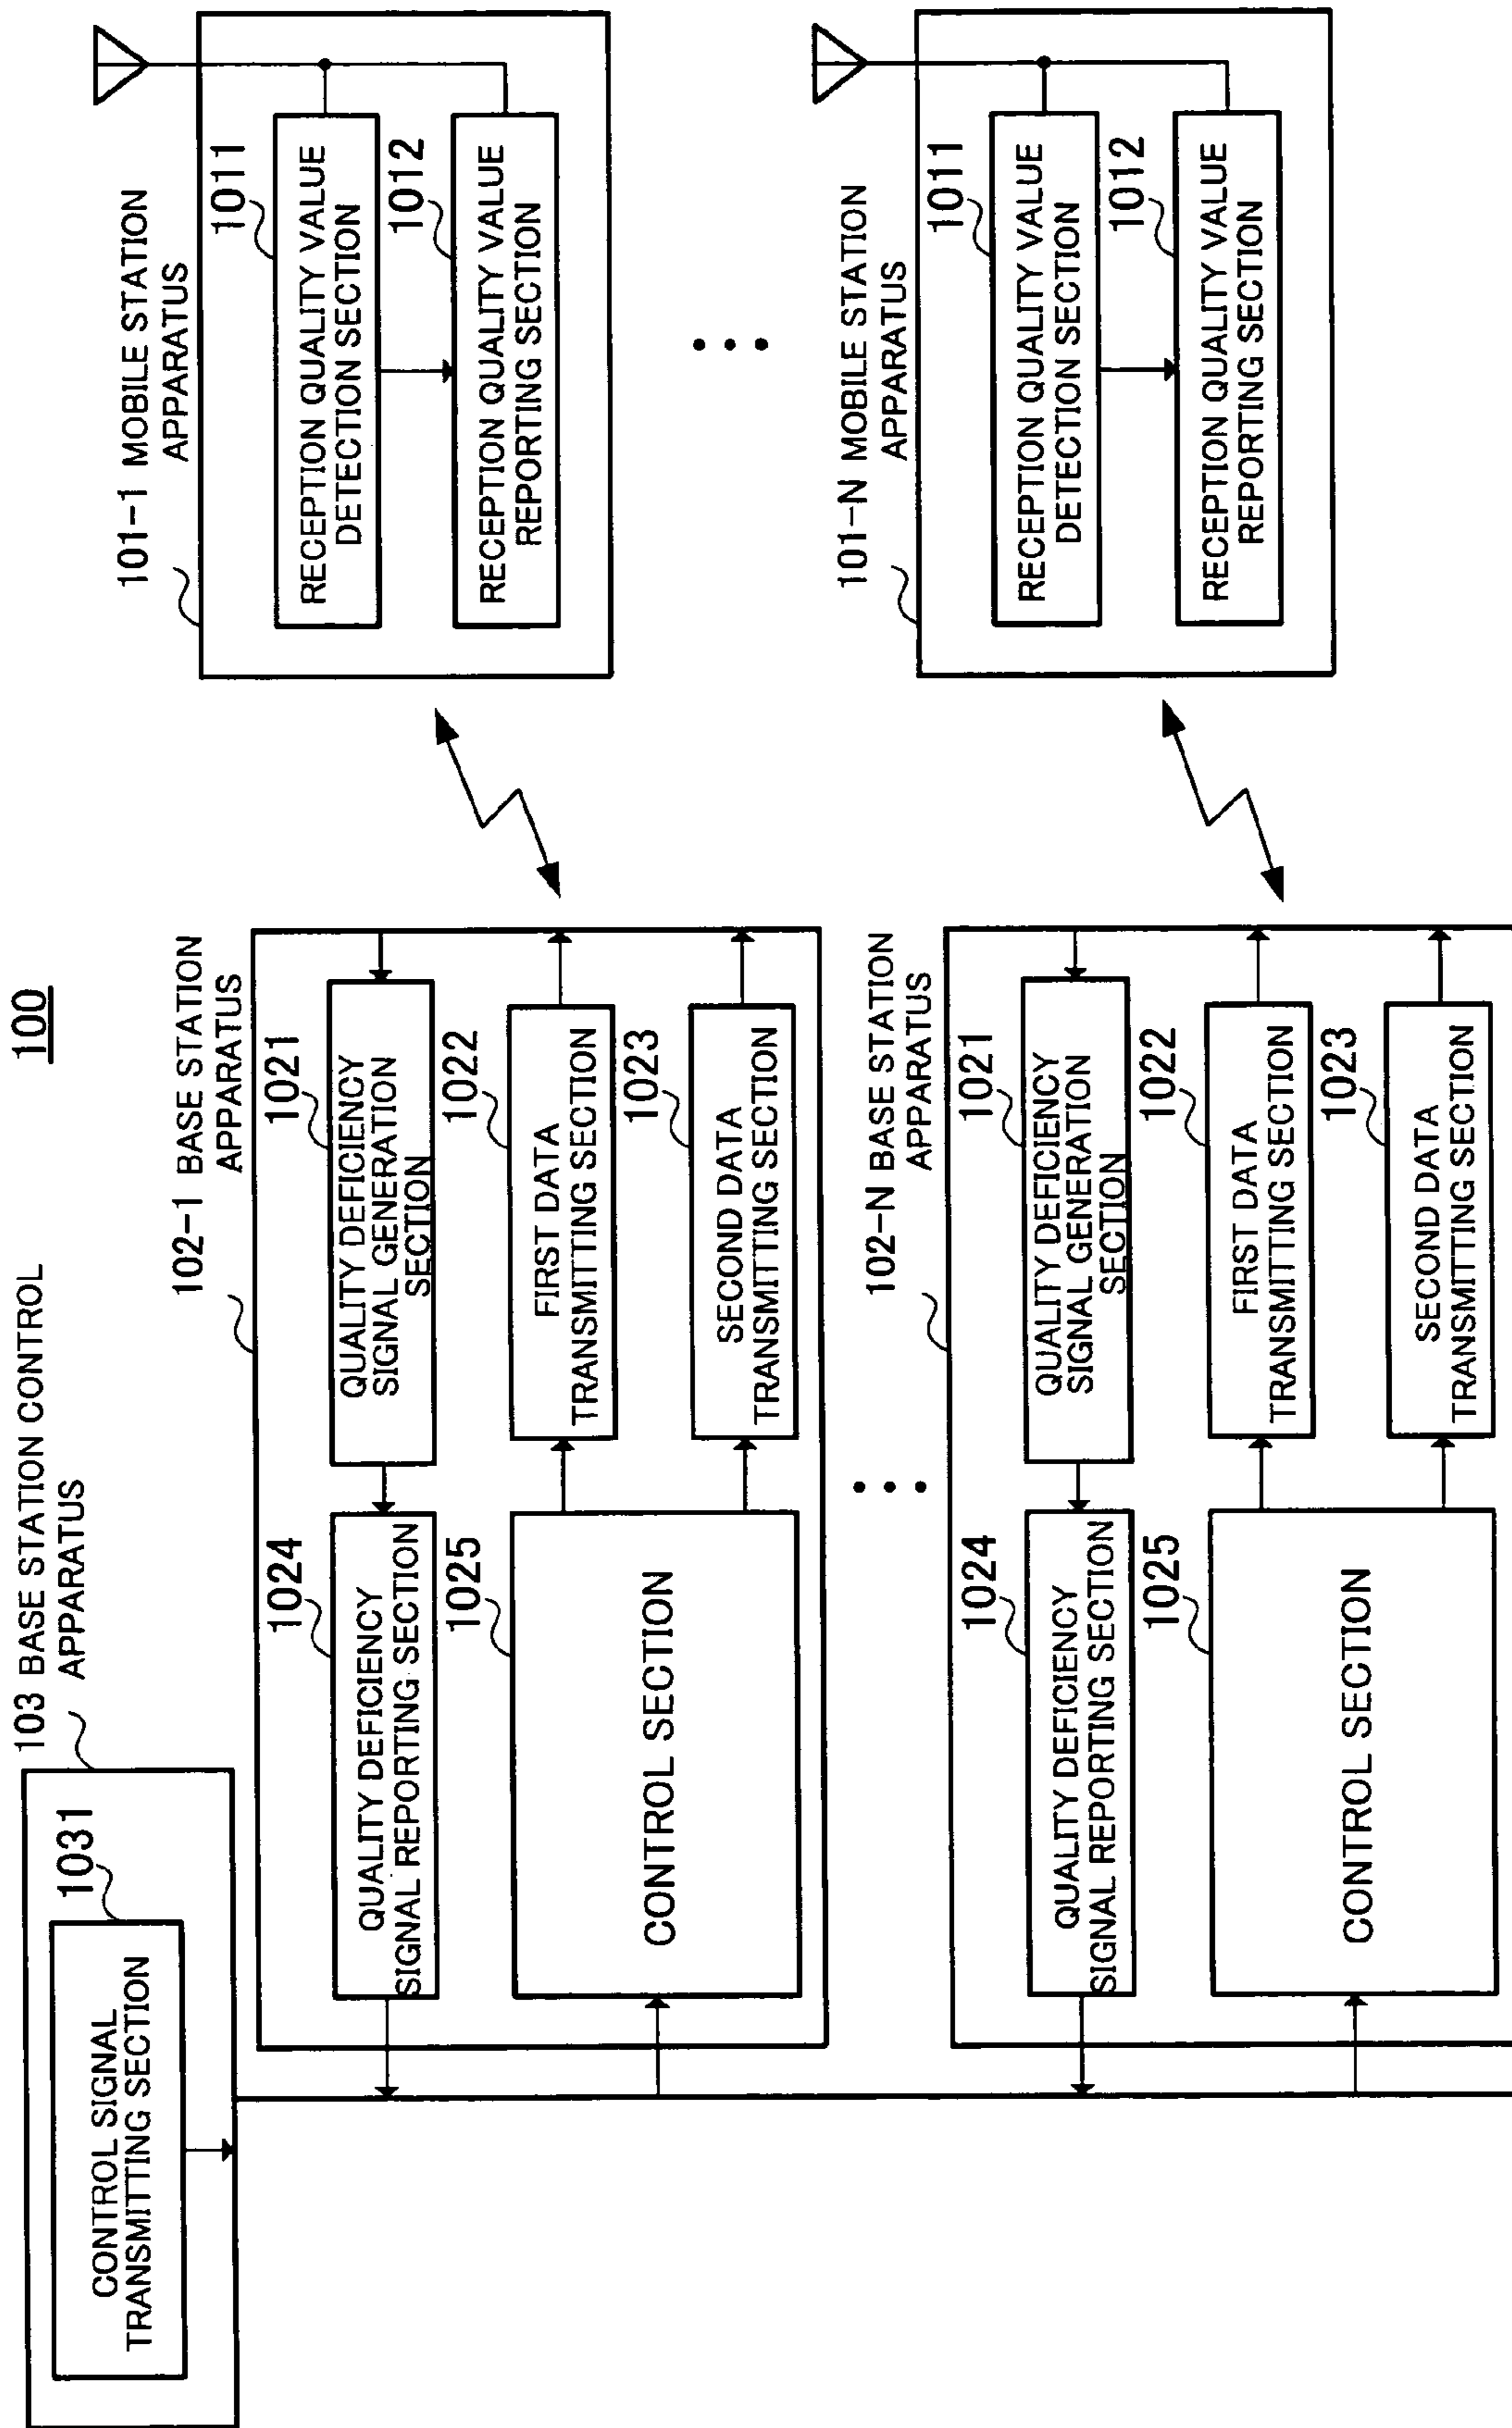 100
103 BASE STATION CONTROL
APPARATUS
1031
CONTROL SIGNAL
TRANSMITTING SECTION
102-1 BASE STATION
APPARATUS
1024
QUALITY DEFICIENCY
SIGNAL REPORTING SECTION
1021
QUALITY DEFICIENCY
SIGNAL GENERATION
SECTION
1025
CONTROL SECTION
1022
FIRST DATA
TRANSMITTING SECTION
1023
SECOND DATA
TRANSMITTING SECTION
101-1 MOBILE STATION
APPARATUS
1011
RECEPTION QUALITY VALUE
DETECTION SECTION
1012
RECEPTION QUALITY VALUE
REPORTING SECTION
102-N BASE STATION
APPARATUS
1024
QUALITY DEFICIENCY
SIGNAL REPORTING SECTION
1021
QUALITY DEFICIENCY
SIGNAL GENERATION
SECTION
1025
CONTROL SECTION
1022
FIRST DATA
TRANSMITTING SECTION
1023
SECOND DATA
TRANSMITTING SECTION
101-N MOBILE STATION
APPARATUS
1011
RECEPTION QUALITY VALUE
DETECTION SECTION
1012
RECEPTION QUALITY VALUE
REPORTING SECTION